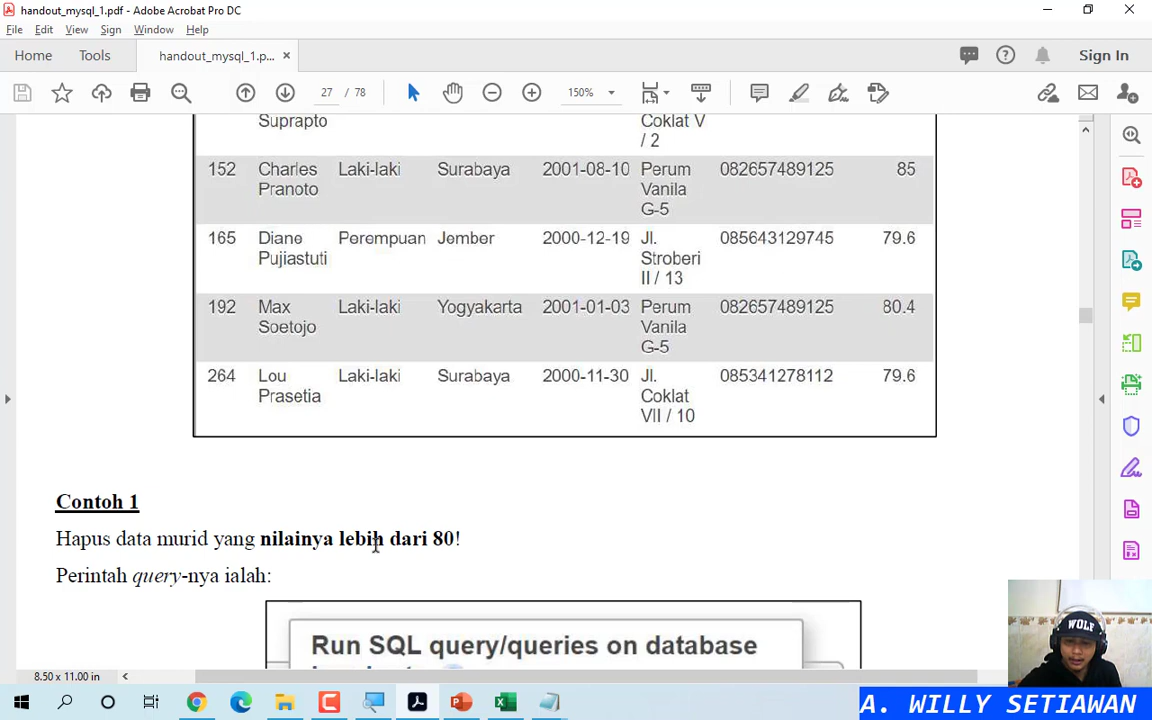 handout_mysql_1.pdf - Adobe Acrobat Pro DC
File Edit View Sign Window Help
Home Tools handout_mysql_1.p... × Sign In
27 / 78 150%
Suprapto Coklat V
/ 2
152 Charles Laki-laki Surabaya 2001-08-10 Perum 082657489125 85
Pranoto Vanila
G-5
165 Diane Perempuan Jember 2000-12-19 Jl. 085643129745 79.6
Pujiastuti Stroberi
II / 13
192 Max Laki-laki Yogyakarta 2001-01-03 Perum 082657489125 80.4
Soetojo Vanila
G-5
264 Lou Laki-laki Surabaya 2000-11-30 Jl. 085341278112 79.6
Prasetia Coklat
VII / 10
Contoh 1
Hapus data murid yang nilainya lebih dari 80!
Perintah query-nya ialah:
Run SQL query/queries on database
8.50 x 11.00 in
WOLF
A. WILLY SETIAWAN